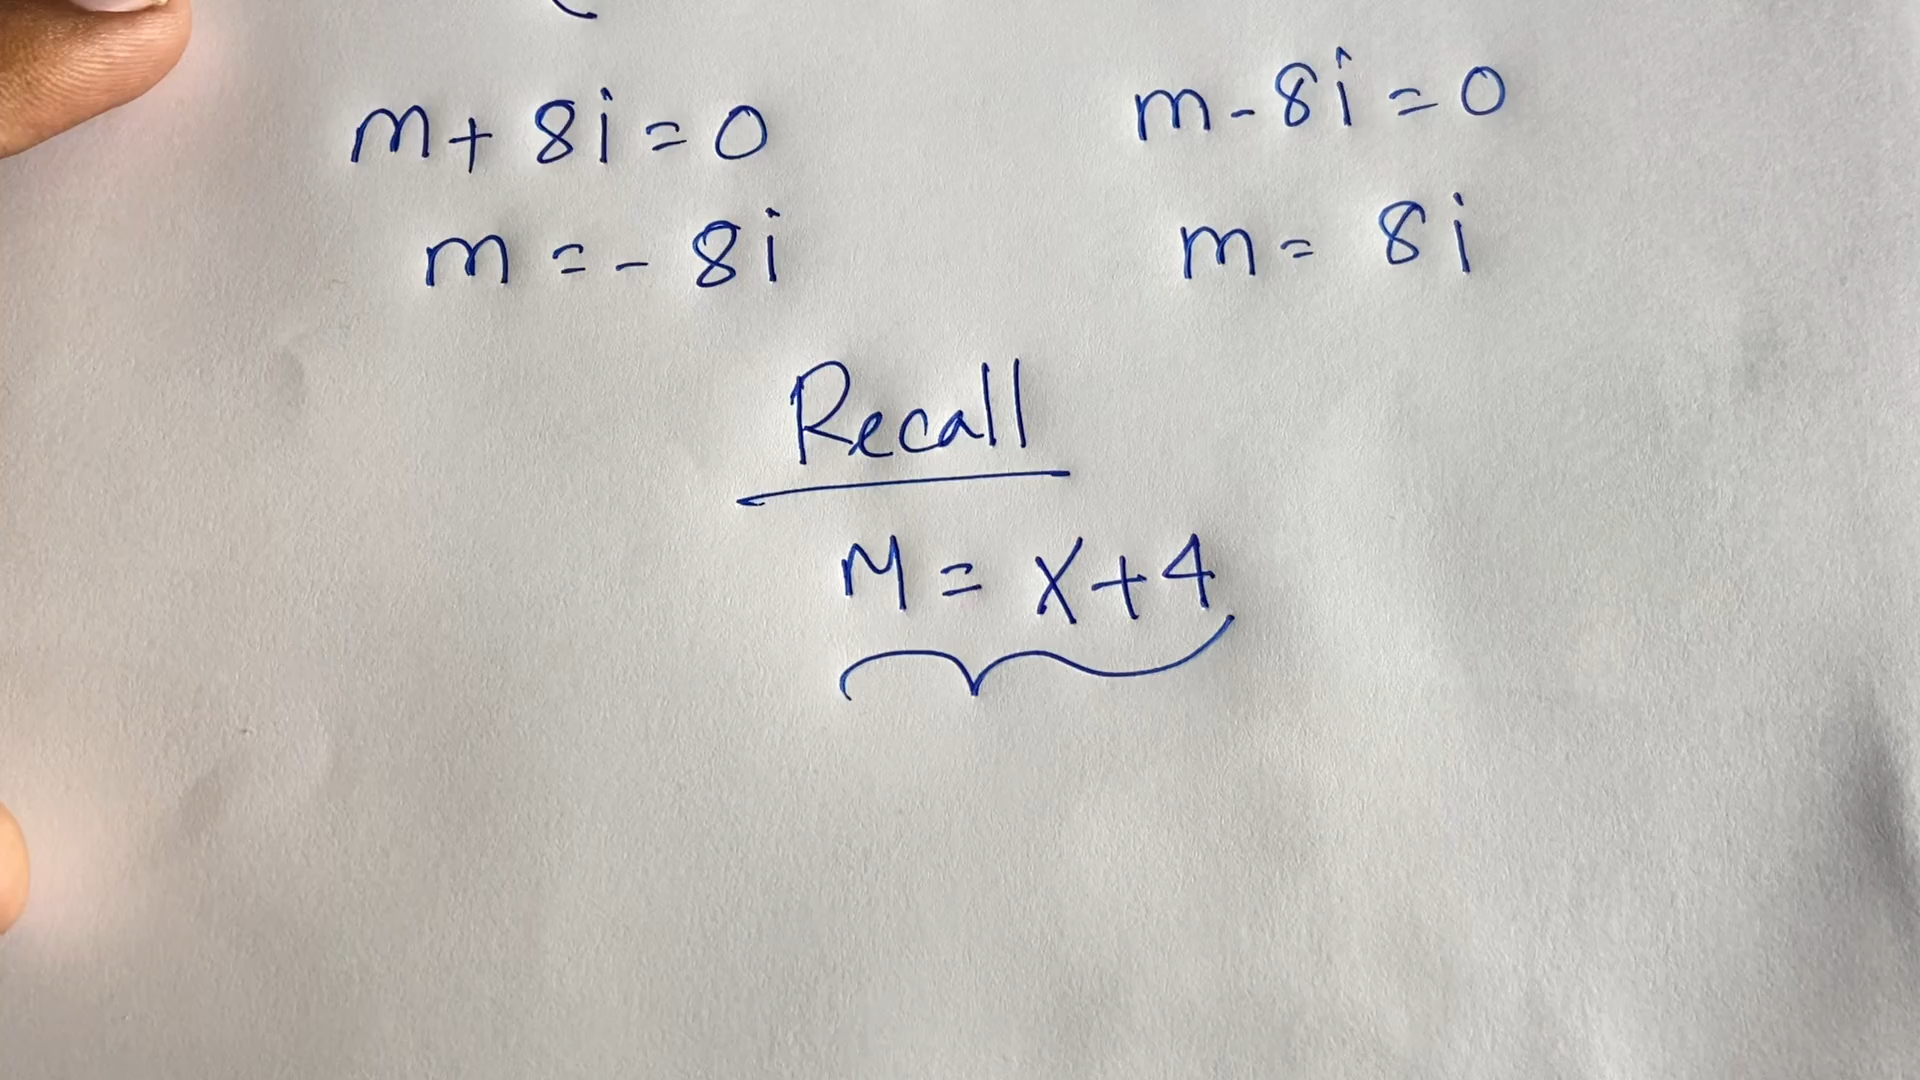 m + 8i = 0
m - 8i = 0
m = - 8i
m = 8i
Recall
M = x + 4